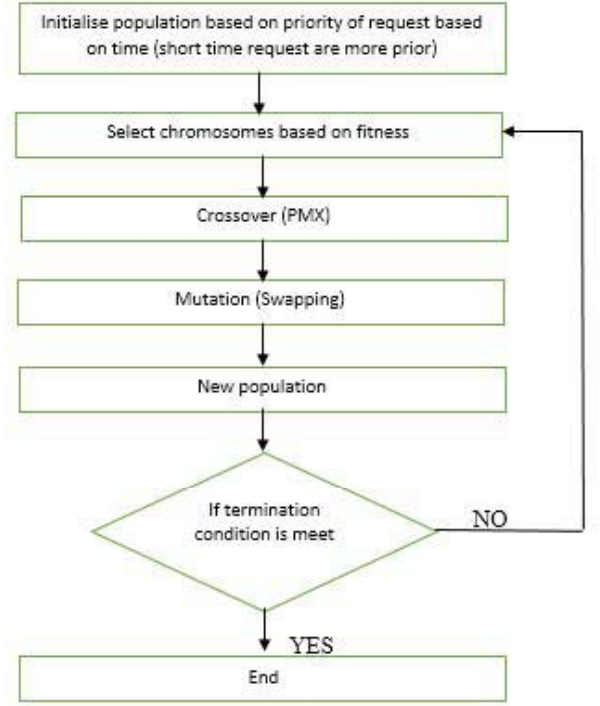 Initialise population based on priority of request based
on time (short time request are more prior)
Select chromosomes based on fitness
Crossover (PMX)
Mutation (Swapping)
New population
If termination
condition is meet
NO
YES
End